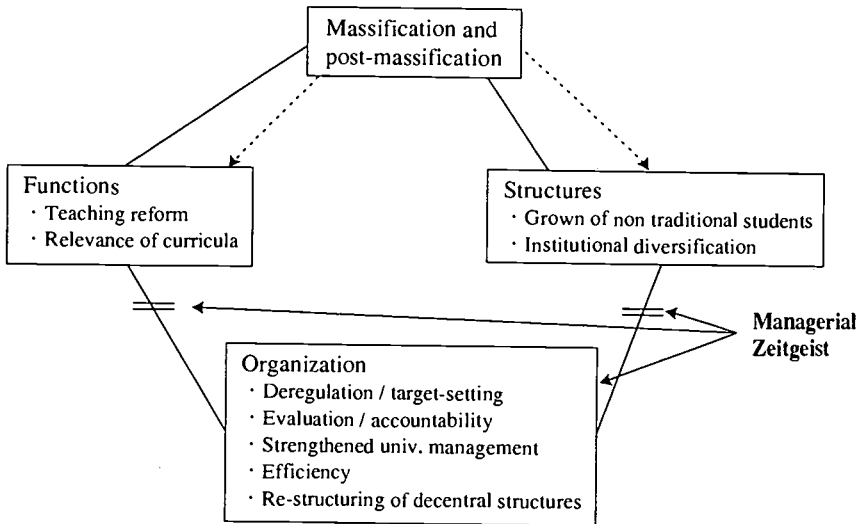 Massification and
post-massification
Functions
· Teaching reform
· Relevance of curricula
Structures
· Grown of non traditional students
· Institutional diversification
Managerial
Zeitgeist
Organization
· Deregulation / target-setting
· Evaluation / accountability
· Strengthened univ. management
· Efficiency
· Re-structuring of decentral structures